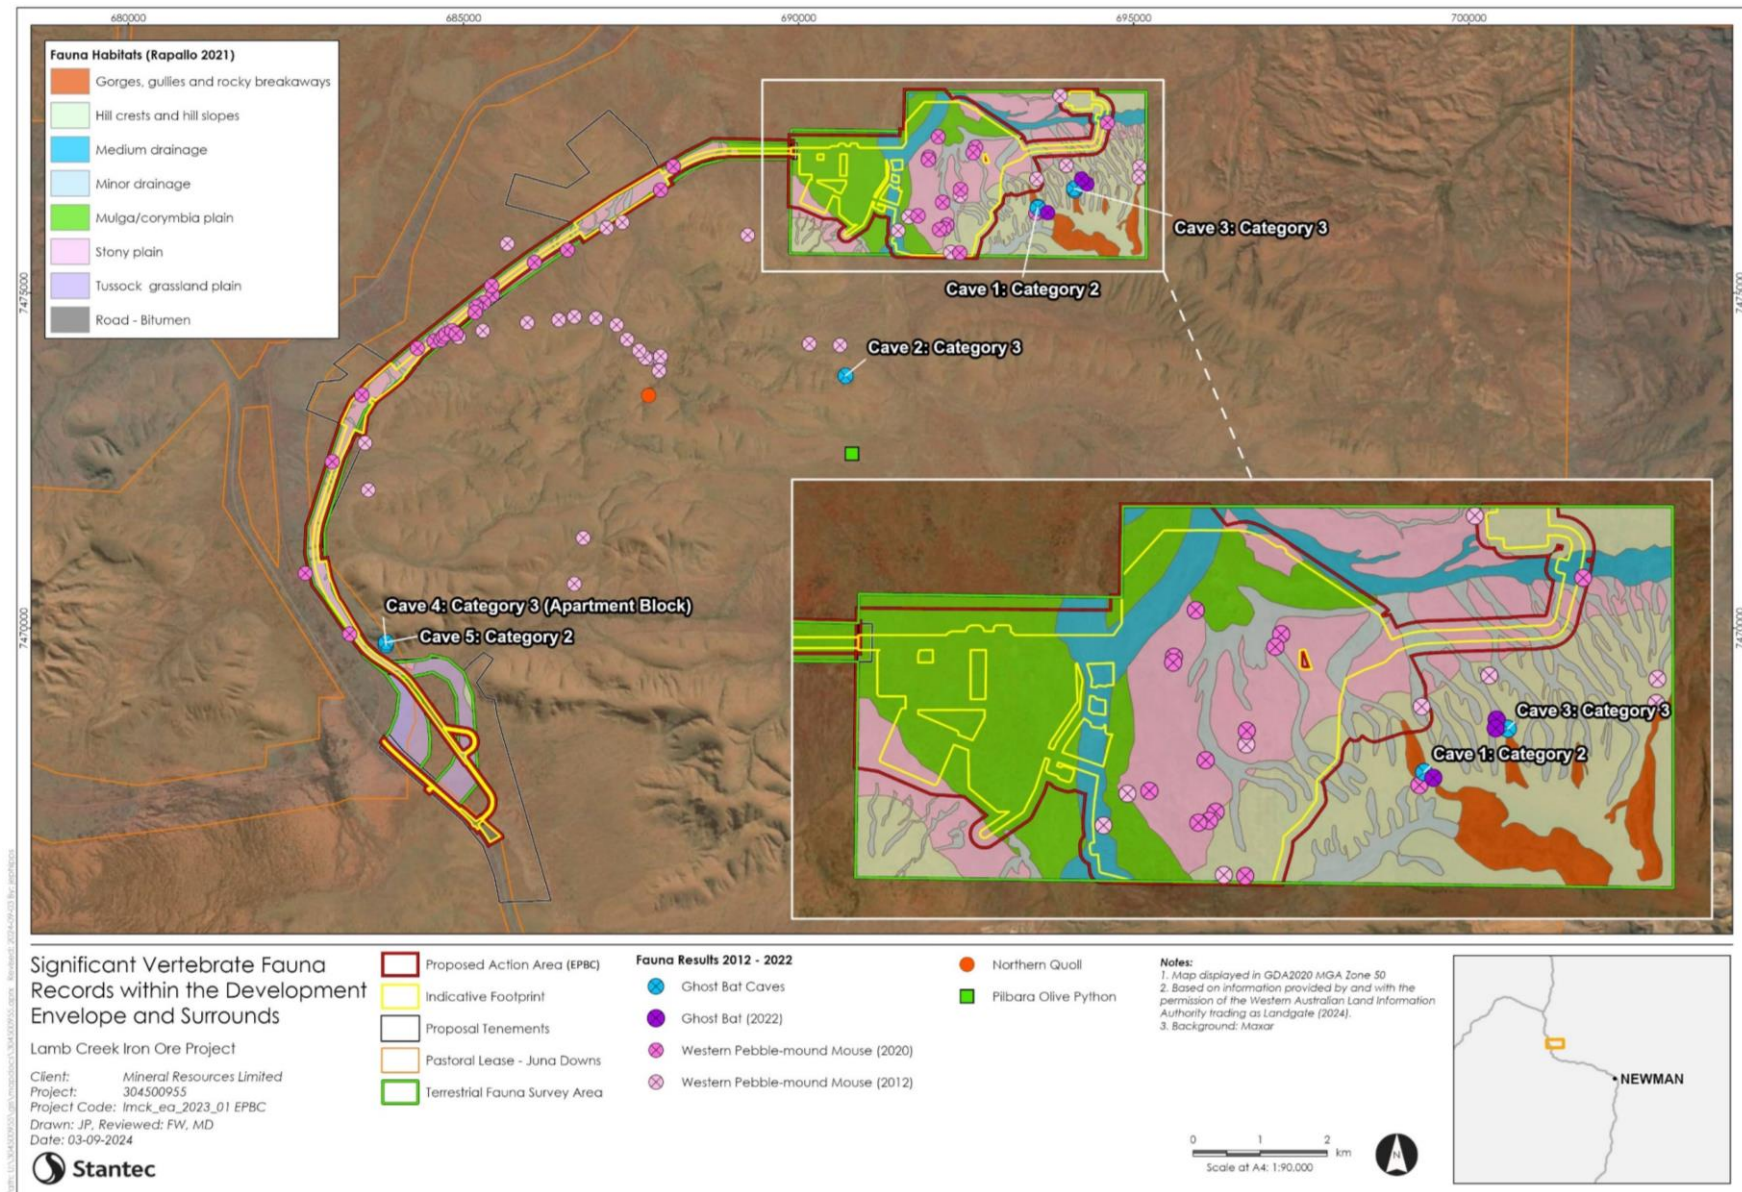 680000
685000
690000
695000
700000
Fauna Habitats (Rapallo 2021)
Gorges, gullies and rocky breakaways
Hill crests and hill slopes
Medium drainage
Minor drainage
Mulga/corymbia plain
Stony plain
Tussock grassland plain
Road - Bitumen
7475000
7475000
7470000
7470000
Cave 3: Category 3
Cave 1: Category 2
Cave 2: Category 3
Cave 4: Category 3 (Apartment Block)
Cave 5: Category 2
Cave 3: Category 3
Cave 1: Category 2
Significant Vertebrate Fauna
Records within the Development
Envelope and Surrounds
Lamb Creek Iron Ore Project
Client: Mineral Resources Limited
Project: 304500955
Project Code: lmck_ea_2023_01 EPBC
Drawn: JP, Reviewed: FW, MD
Date: 03-09-2024
Stantec
Proposed Action Area (EPBC)
Indicative Footprint
Proposal Tenements
Pastoral Lease - Juna Downs
Terrestrial Fauna Survey Area
Fauna Results 2012 - 2022
Ghost Bat Caves
Ghost Bat (2022)
Western Pebble-mound Mouse (2020)
Western Pebble-mound Mouse (2012)
Northern Quoll
Pilbara Olive Python
Notes:
1. Map displayed in GDA2020 MGA Zone 50
2. Based on information provided by and with the
permission of the Western Australian Land Information
Authority trading as Landgate (2024).
3. Background: Maxar
0 1 2
km
Scale at A4: 1:90,000
N
NEWMAN